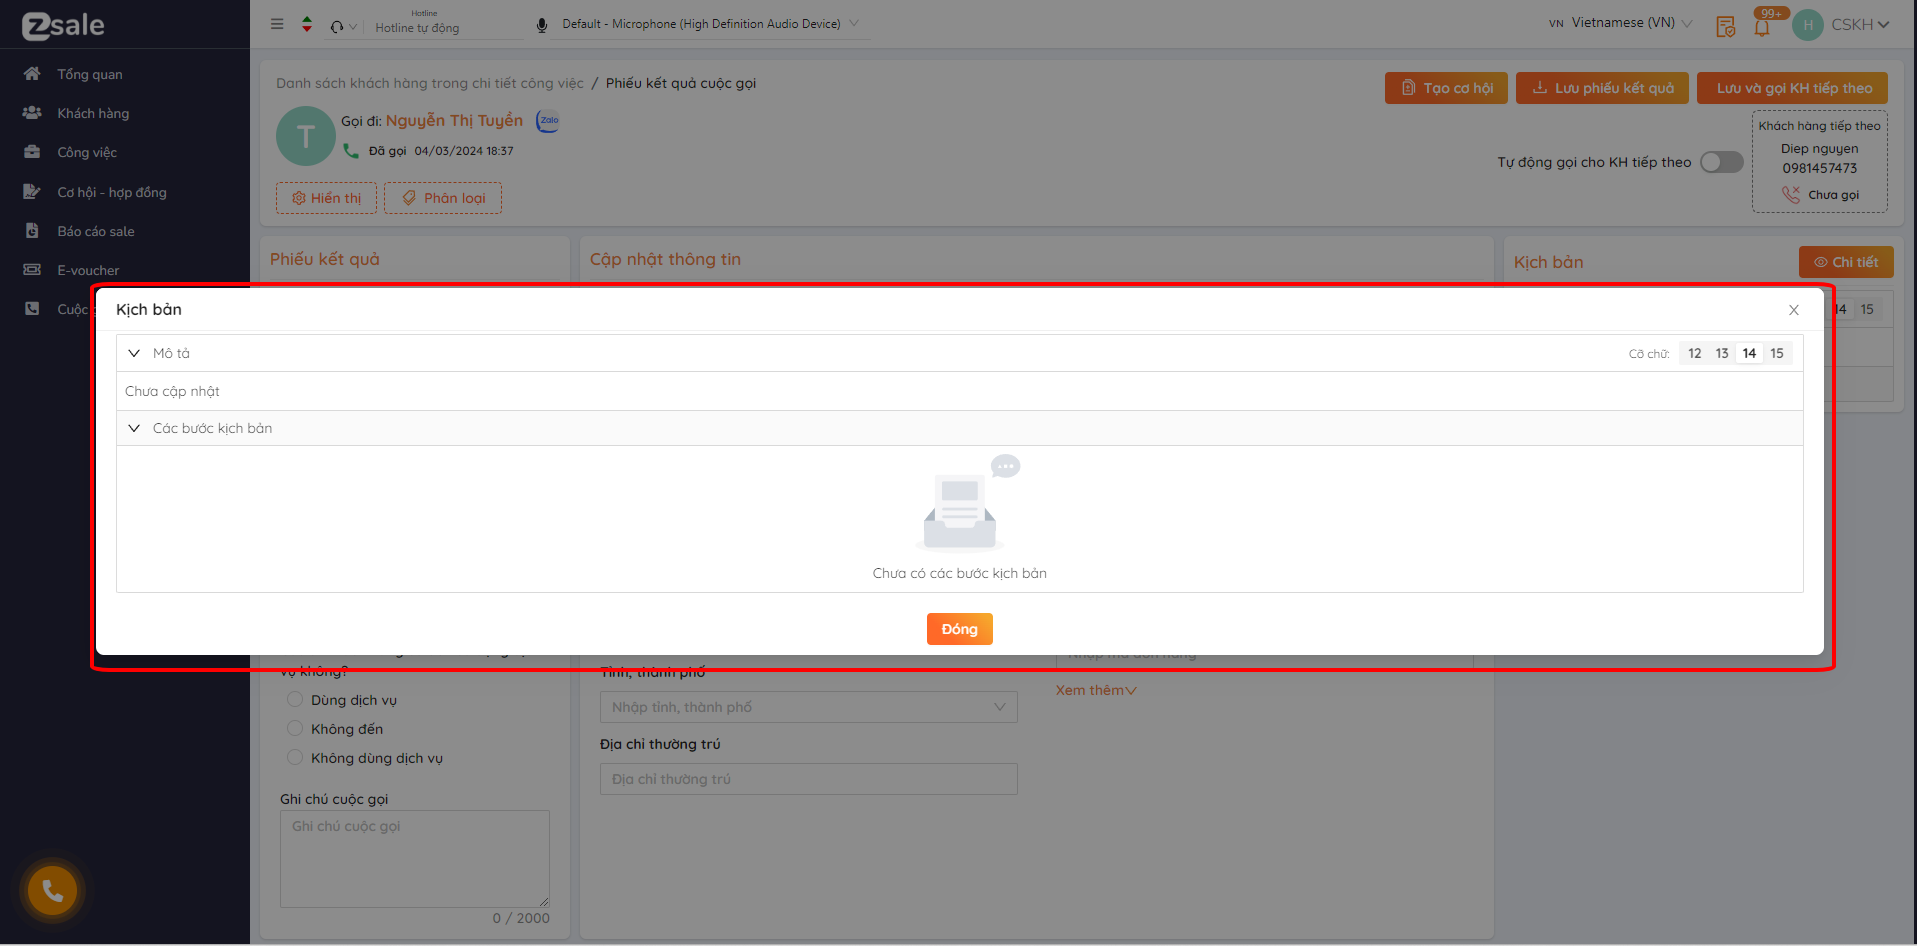 Zsale
Hotline
Hotline tự động
Default - Microphone (High Definition Audio Device)
VN Vietnamese (VN)
99+
H
CSKH
Tổng quan
Khách hàng
Công việc
Cơ hội - hợp đồng
Báo cáo sale
E-voucher
Cuộc
Danh sách khách hàng trong chi tiết công việc / Phiếu kết quả cuộc gọi
Tạo cơ hội
Lưu phiếu kết quả
Lưu và gọi KH tiếp theo
T
Gọi đi: Nguyễn Thị Tuyển
Zalo
Đã gọi 04/03/2024 18:37
Tự động gọi cho KH tiếp theo
Khách hàng tiếp theo
Diep nguyen
0981457473
Chưa gọi
Hiển thị
Phân loại
Phiếu kết quả
Cập nhật thông tin
Kịch bản
Chi tiết
14 15
Kịch bản
Mô tả
Cỡ chữ: 12 13 14 15
Chưa cập nhật
Các bước kịch bản
Chưa có các bước kịch bản
Đóng
vụ không?
Dùng dịch vụ
Không đến
Không dùng dịch vụ
Ghi chú cuộc gọi
Ghi chú cuộc gọi
0 / 2000
Tỉnh, thành phố
Nhập tỉnh, thành phố
Địa chỉ thường trú
Địa chỉ thường trú
Nhập mã đơn hàng
Xem thêm